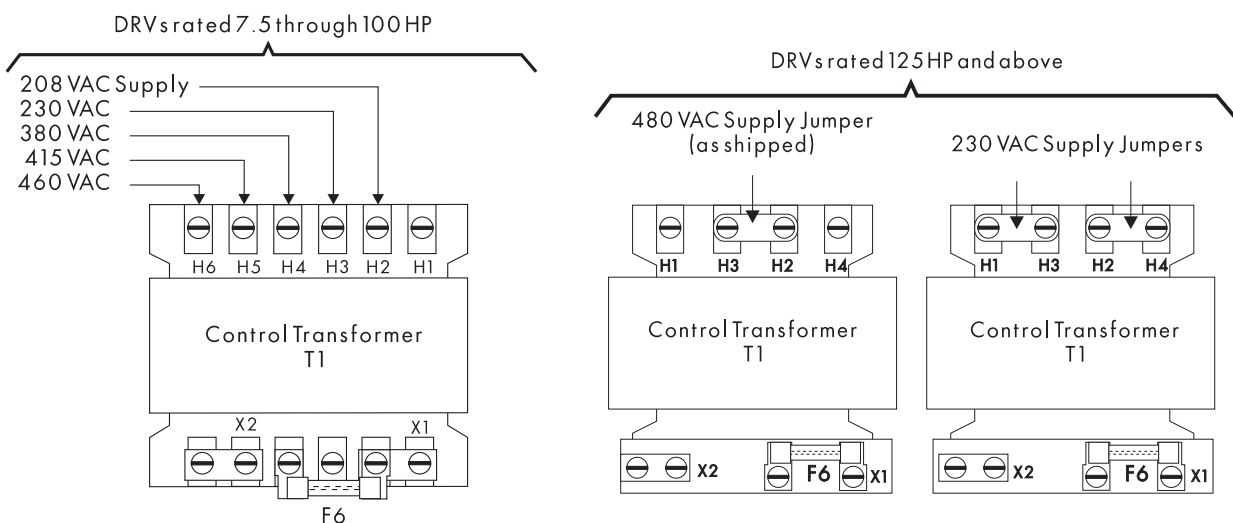 DRVs rated 7.5 through 100 HP
208 VAC Supply
230 VAC
380 VAC
415 VAC
460 VAC
H6 H5 H4 H3 H2 H1
Control Transformer
T1
X2 X1
F6
DRVs rated 125 HP and above
480 VAC Supply Jumper
(as shipped)
230 VAC Supply Jumpers
H1 H3 H2 H4
Control Transformer
T1
X2 F6 X1
H1 H3 H2 H4
Control Transformer
T1
X2 F6 X1